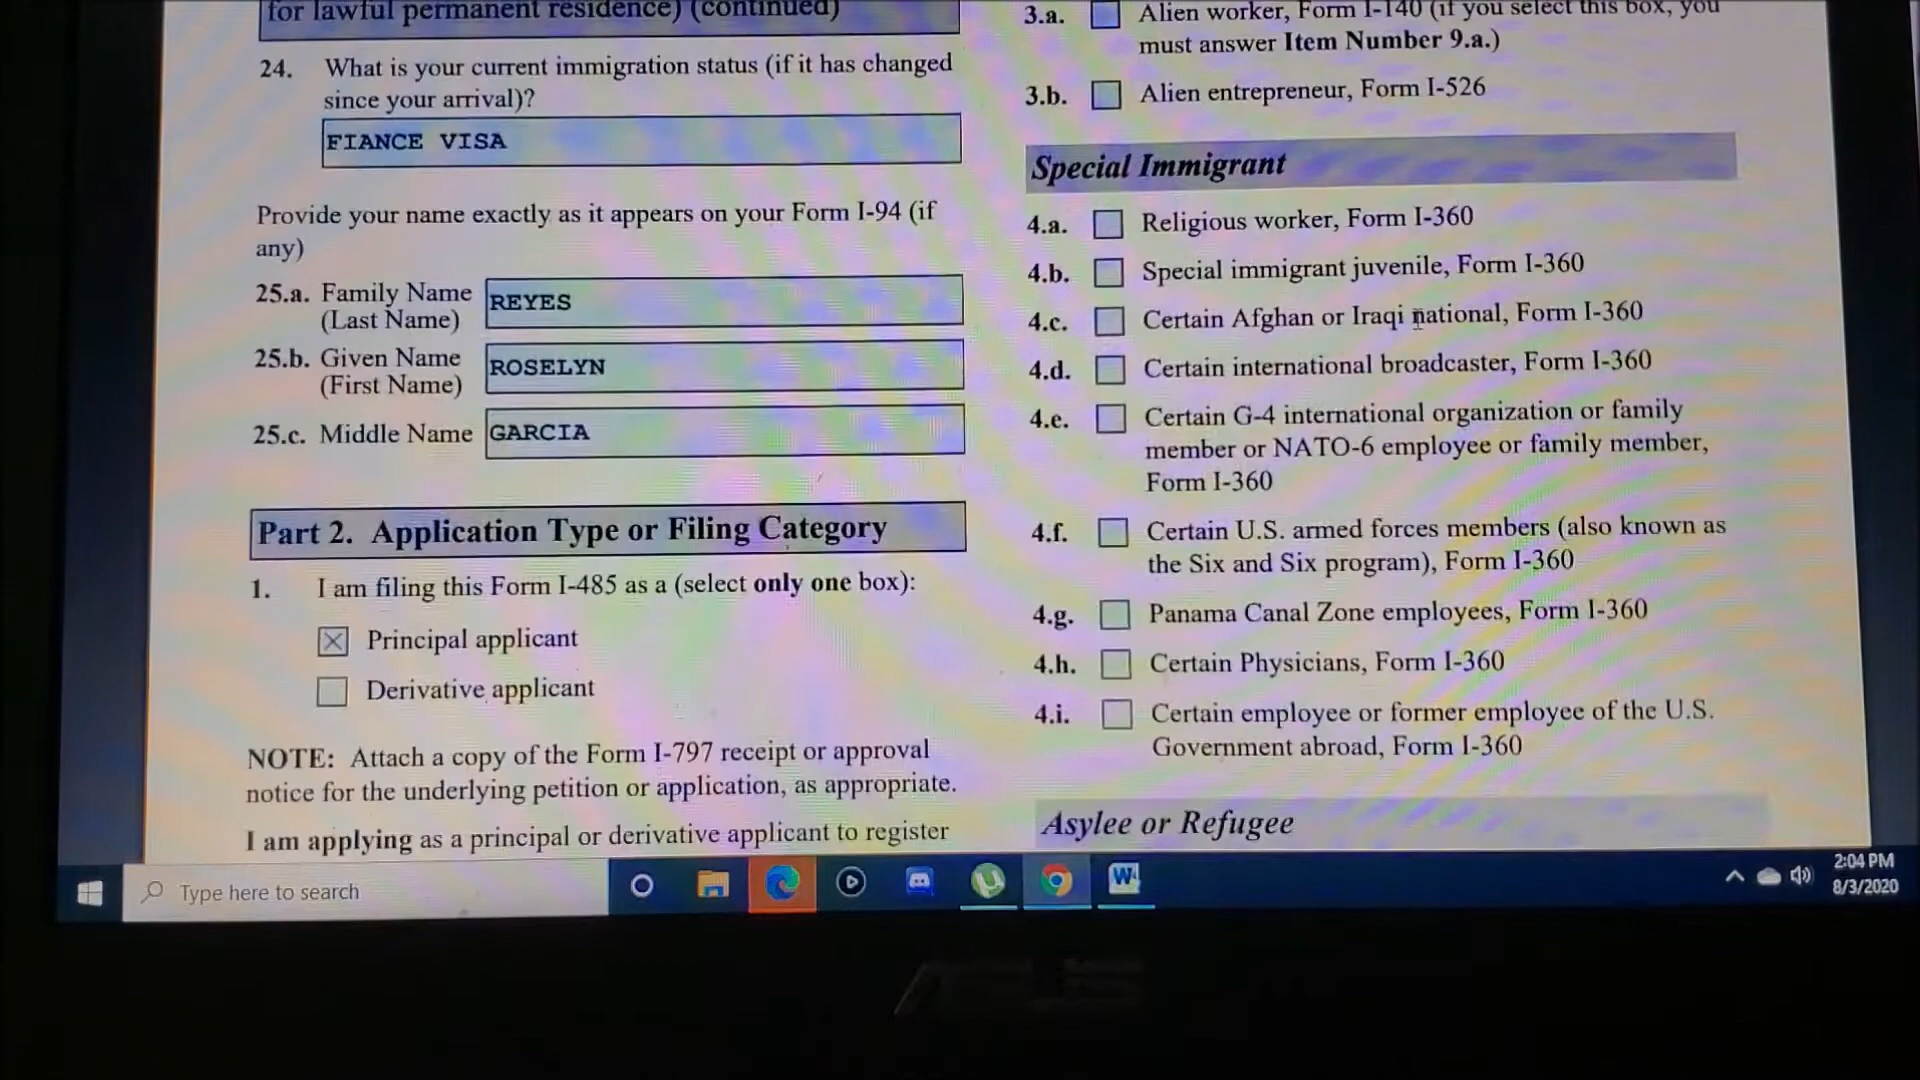 for lawful permanent residence) (continued)
24. What is your current immigration status (if it has changed
since your arrival)?
FIANCE VISA
Provide your name exactly as it appears on your Form I-94 (if
any)
25.a. Family Name
(Last Name)
REYES
25.b. Given Name
(First Name)
ROSELYN
25.c. Middle Name
GARCIA
Part 2. Application Type or Filing Category
1. I am filing this Form I-485 as a (select only one box):
Principal applicant
Derivative applicant
NOTE: Attach a copy of the Form I-797 receipt or approval
notice for the underlying petition or application, as appropriate.
I am applying as a principal or derivative applicant to register
3.a. Alien worker, Form I-140 (if you select this box, you
must answer Item Number 9.a.)
3.b. Alien entrepreneur, Form I-526
Special Immigrant
4.a. Religious worker, Form I-360
4.b. Special immigrant juvenile, Form I-360
4.c. Certain Afghan or Iraqi national, Form I-360
4.d. Certain international broadcaster, Form I-360
4.e. Certain G-4 international organization or family
member or NATO-6 employee or family member,
Form I-360
4.f. Certain U.S. armed forces members (also known as
the Six and Six program), Form I-360
4.g. Panama Canal Zone employees, Form I-360
4.h. Certain Physicians, Form I-360
4.i. Certain employee or former employee of the U.S.
Government abroad, Form I-360
Asylee or Refugee
Type here to search
W
2:04 PM
8/3/2020